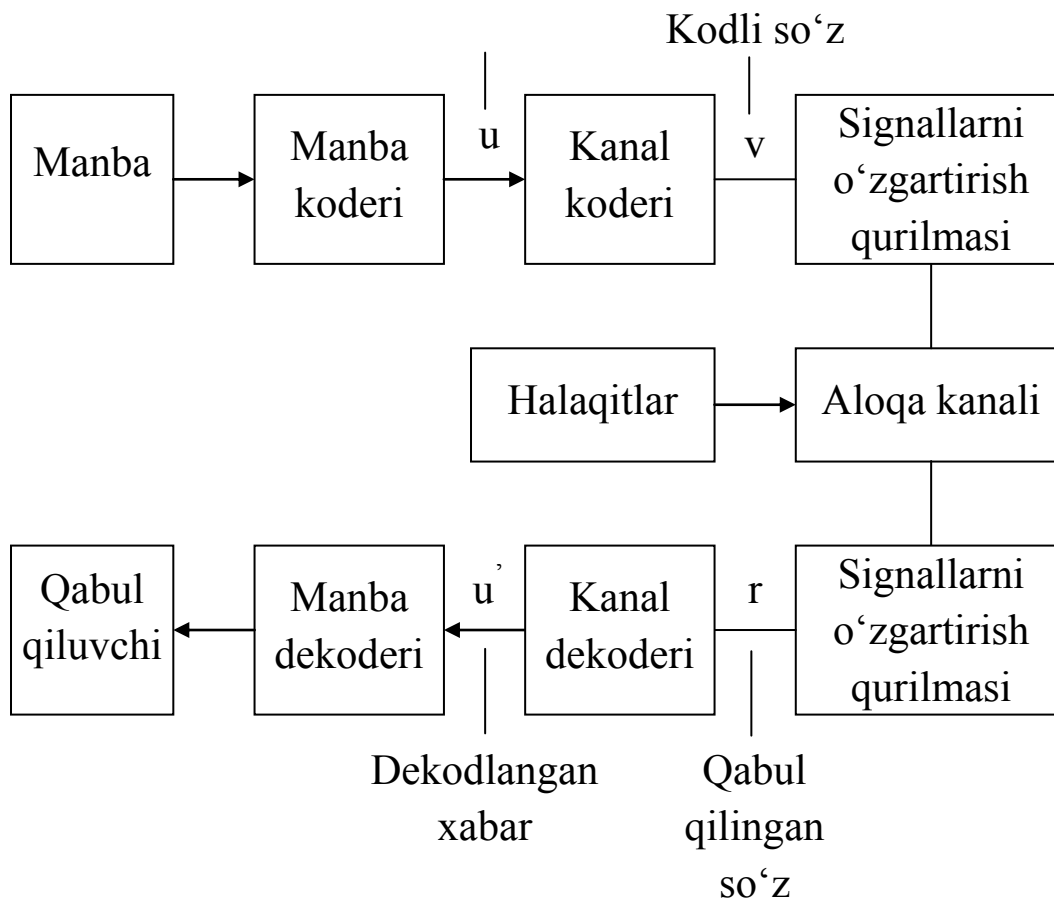 Kodli so‘z
u
v
Manba
Manba
koderi
Kanal
koderi
Signallarni
o‘zgartirish
qurilmasi
Halaqitlar
Aloqa kanali
Qabul
qiluvchi
Manba
dekoderi
u’
Kanal
dekoderi
r
Signallarni
o‘zgartirish
qurilmasi
Dekodlangan
xabar
Qabul
qilingan
so‘z